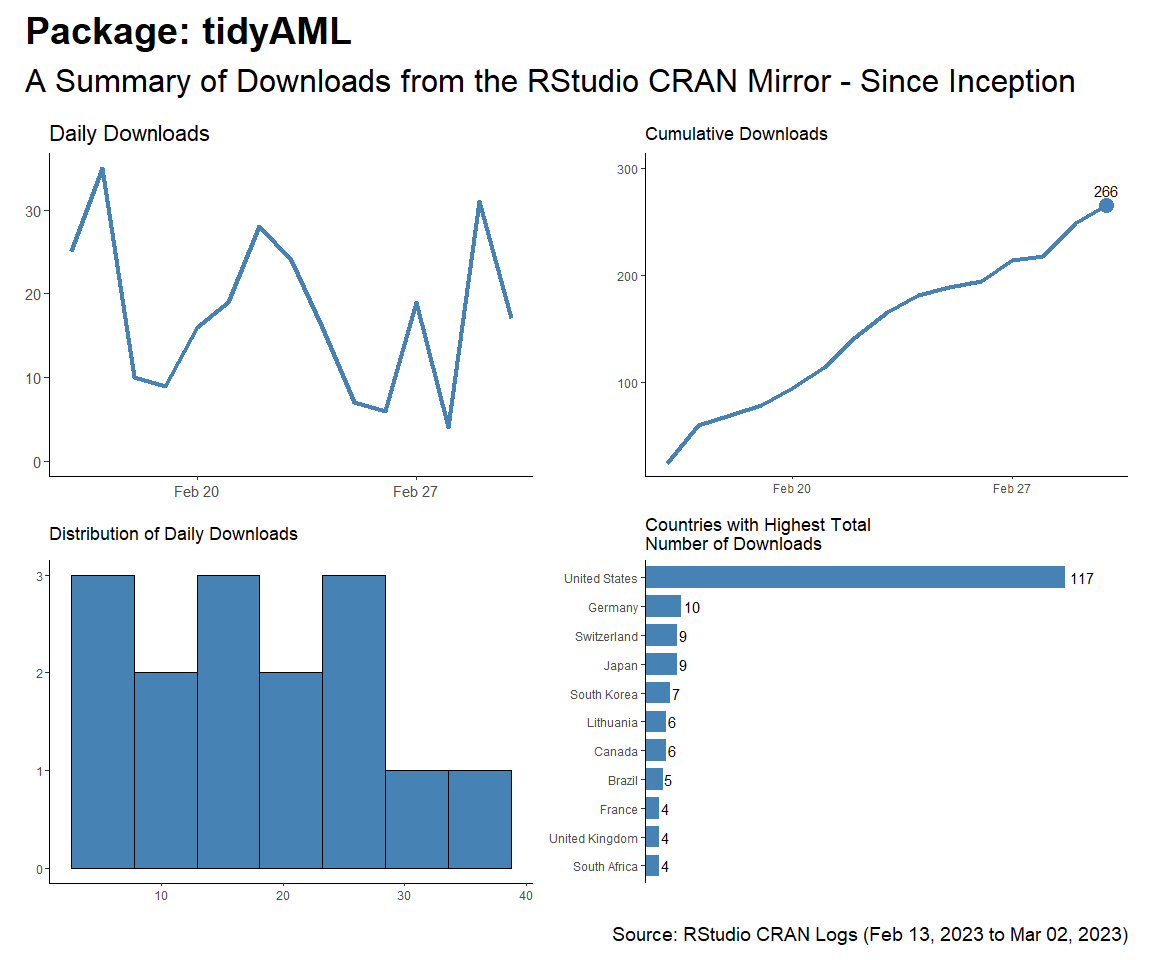 Package: tidyAML
A Summary of Downloads from the RStudio CRAN Mirror - Since Inception
Daily Downloads
30
20
10
0
Feb 20
Feb 27
Cumulative Downloads
300
200
100
266
Feb 20
Feb 27
Distribution of Daily Downloads
3
2
1
0
10
20
30
40
Countries with Highest Total
Number of Downloads
United States 117
Germany 10
Switzerland 9
Japan 9
South Korea 7
Lithuania 6
Canada 6
Brazil 5
France 4
United Kingdom 4
South Africa 4
Source: RStudio CRAN Logs (Feb 13, 2023 to Mar 02, 2023)